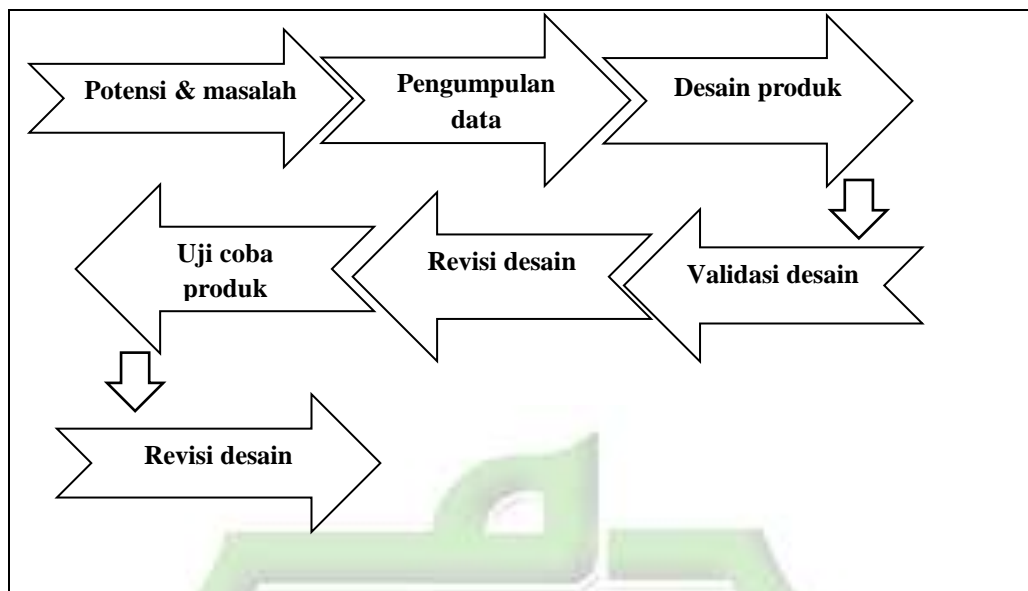 Potensi & masalah
Pengumpulan
data
Desain produk
Validasi desain
Revisi desain
Uji coba
produk
Revisi desain